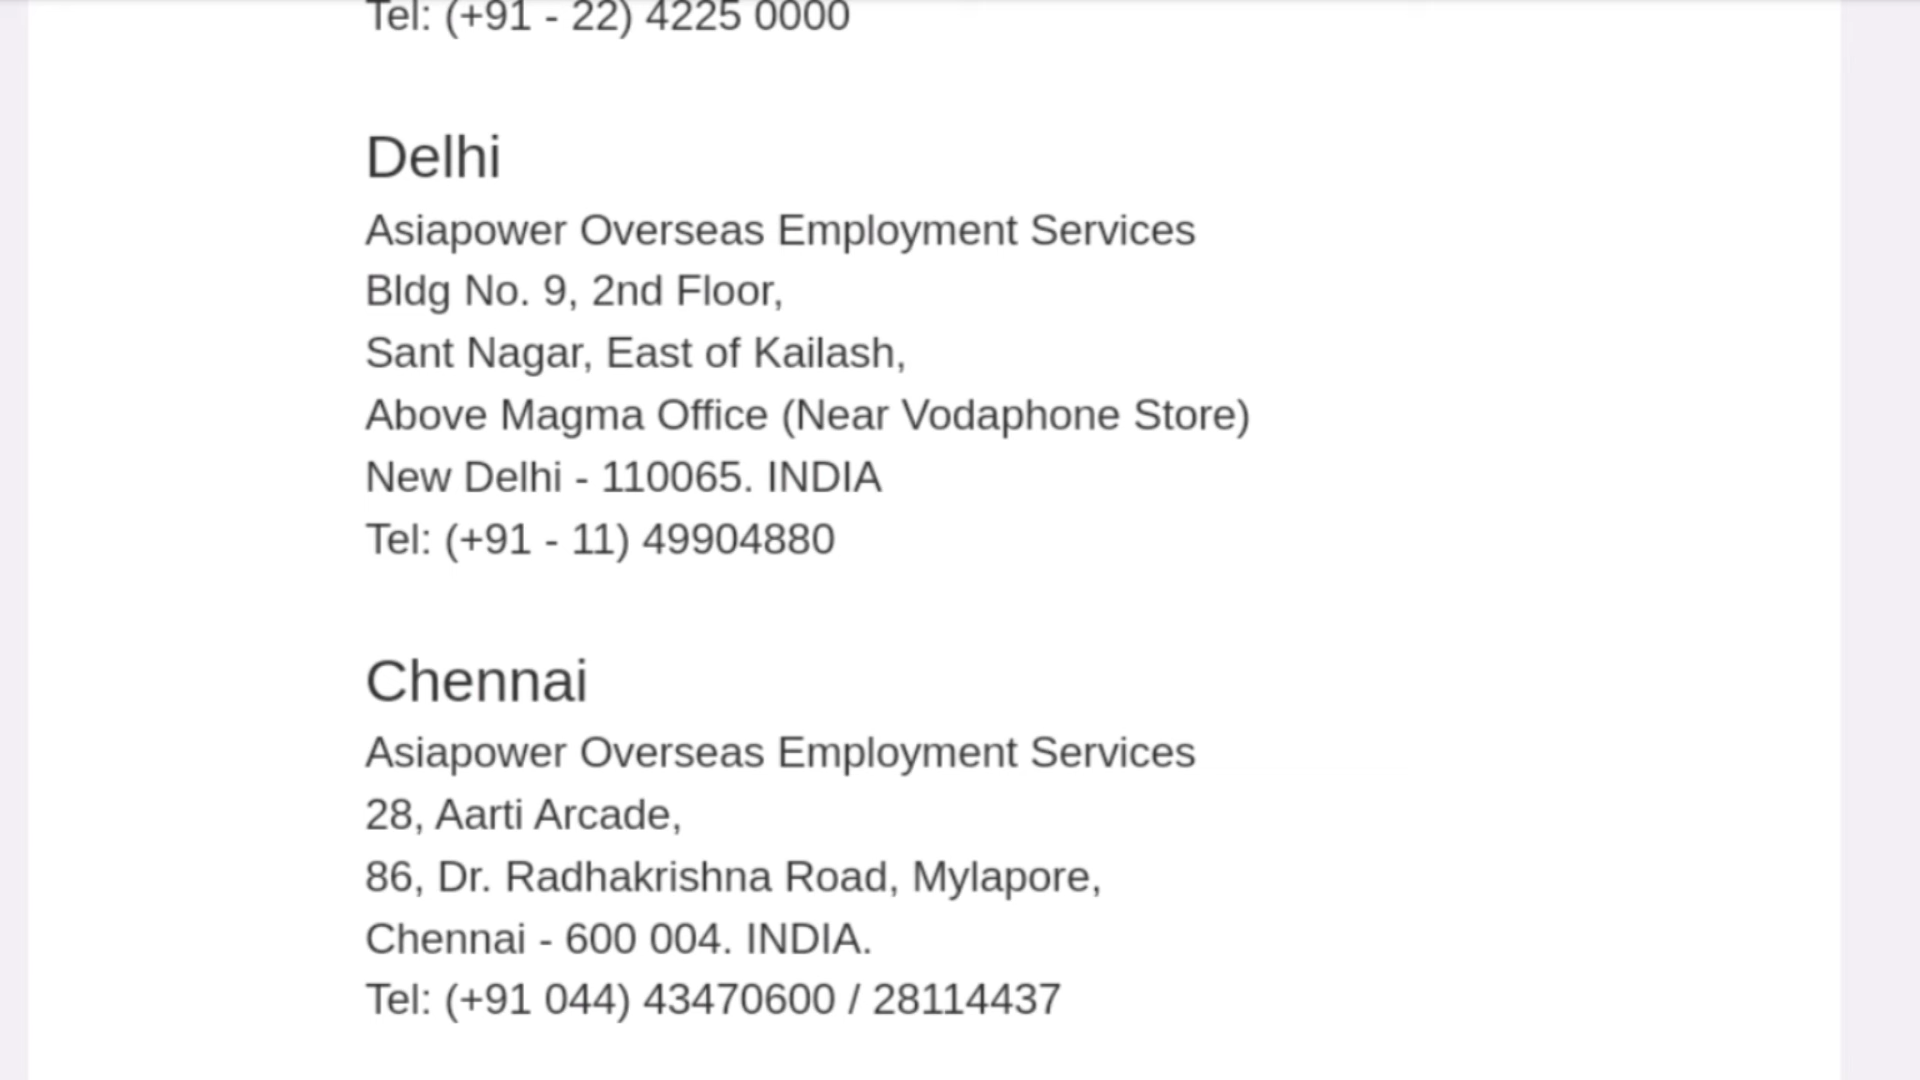 Tel: (+91 - 22) 4225 0000
Delhi
Asiapower Overseas Employment Services
Bldg No. 9, 2nd Floor,
Sant Nagar, East of Kailash,
Above Magma Office (Near Vodaphone Store)
New Delhi - 110065. INDIA
Tel: (+91 - 11) 49904880
Chennai
Asiapower Overseas Employment Services
28, Aarti Arcade,
86, Dr. Radhakrishna Road, Mylapore,
Chennai - 600 004. INDIA.
Tel: (+91 044) 43470600 / 28114437